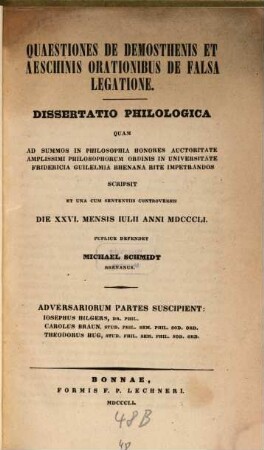 QUAESTIONES DE DEMOSTHENIS ET
AESCHINIS ORATIONIBUS DE FALSA
LEGATIONE.
DISSERTATIO PHILOLOGICA
QUAM
AD SUMMOS IN PHILOSOPHIA HONORES AUCTORITATE
AMPLISSIMI PHILOSOPHORUM ORDINIS IN UNIVERSITATE
FRIDERICIA GUILELMIA RHENANA RITE IMPETRANDOS
SCRIPSIT
ET UNA CUM SENTENTIIS CONTROVERSIS
DIE XXVI. MENSIS IULII ANNI MDCCCLI.
PUBLICE DEFENDET
MICHAEL SCHMIDT
RHENANUS.
ADVERSARIORUM PARTES SUSCIPIENT:
IOSEPHUS HILGERS, DR. PHIL.
CAROLUS BRAUN, STUD. PHIL. SEM. PHIL. SOD. ORD.
THEODORUS HUG, STUD. PHIL. SEM. PHIL. SOD. ORD.
BONNAE,
FORMIS F. P. LECHNERI.
MDCCCLI.
48B